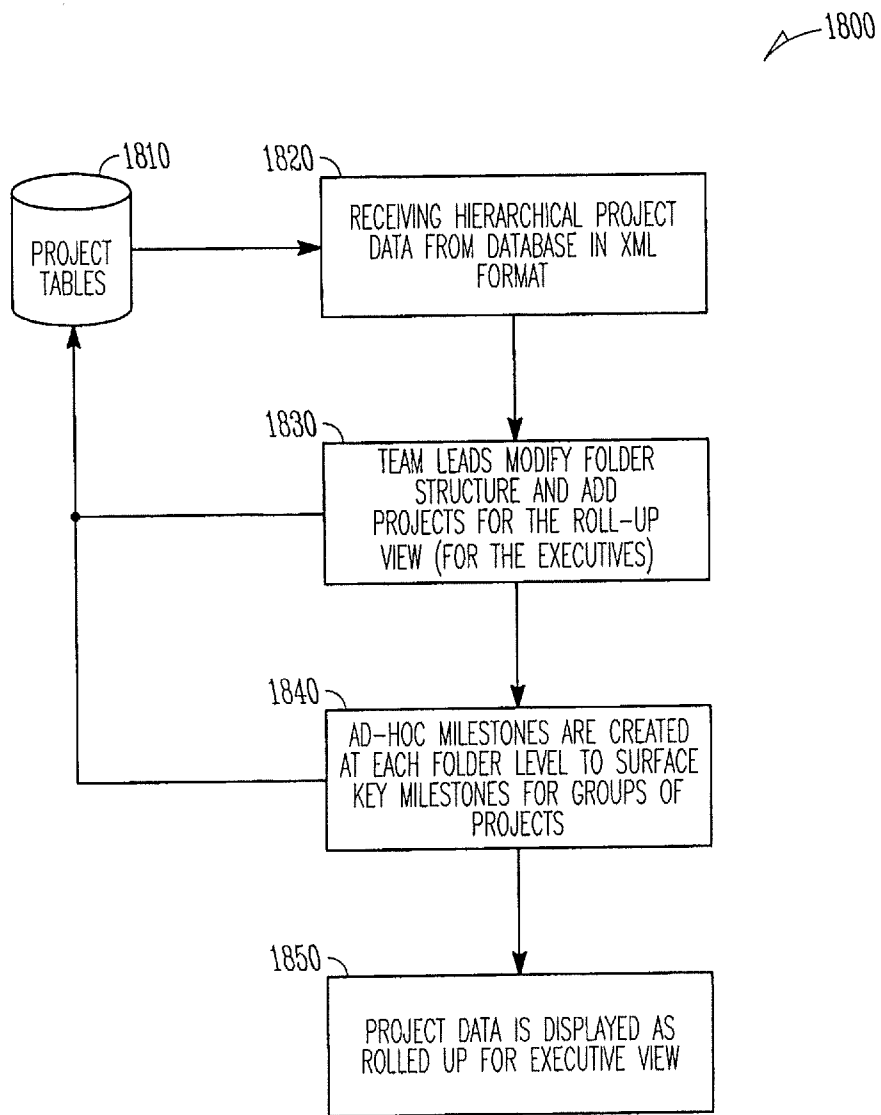 1800
1810
PROJECT
TABLES
1820
RECEIVING HIERARCHICAL PROJECT
DATA FROM DATABASE IN XML
FORMAT
1830
TEAM LEADS MODIFY FOLDER
STRUCTURE AND ADD
PROJECTS FOR THE ROLL-UP
VIEW (FOR THE EXECUTIVES)
1840
AD-HOC MILESTONES ARE CREATED
AT EACH FOLDER LEVEL TO SURFACE
KEY MILESTONES FOR GROUPS OF
PROJECTS
1850
PROJECT DATA IS DISPLAYED AS
ROLLED UP FOR EXECUTIVE VIEW